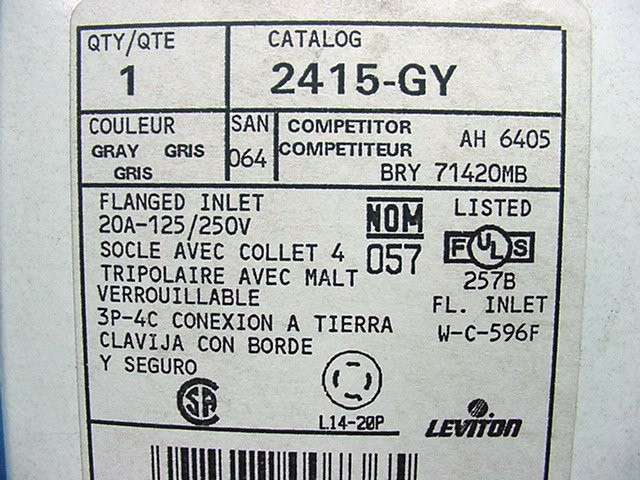 QTY/QTE
1
CATALOG
2415-GY
COULEUR
GRAY GRIS
GRIS
SAN
064
COMPETITOR AH 6405
COMPETITEUR
BRY 71420MB
FLANGED INLET
20A-125/250V
SOCLE AVEC COLLET 4
TRIPOLAIRE AVEC MALT
VERROUILLABLE
3P-4C CONEXION A TIERRA
CLAVIJA CON BORDE
Y SEGURO
NOM
057
LISTED
F UL S
257B
FL. INLET
W-C-596F
SA
L14-20P
LEVITON